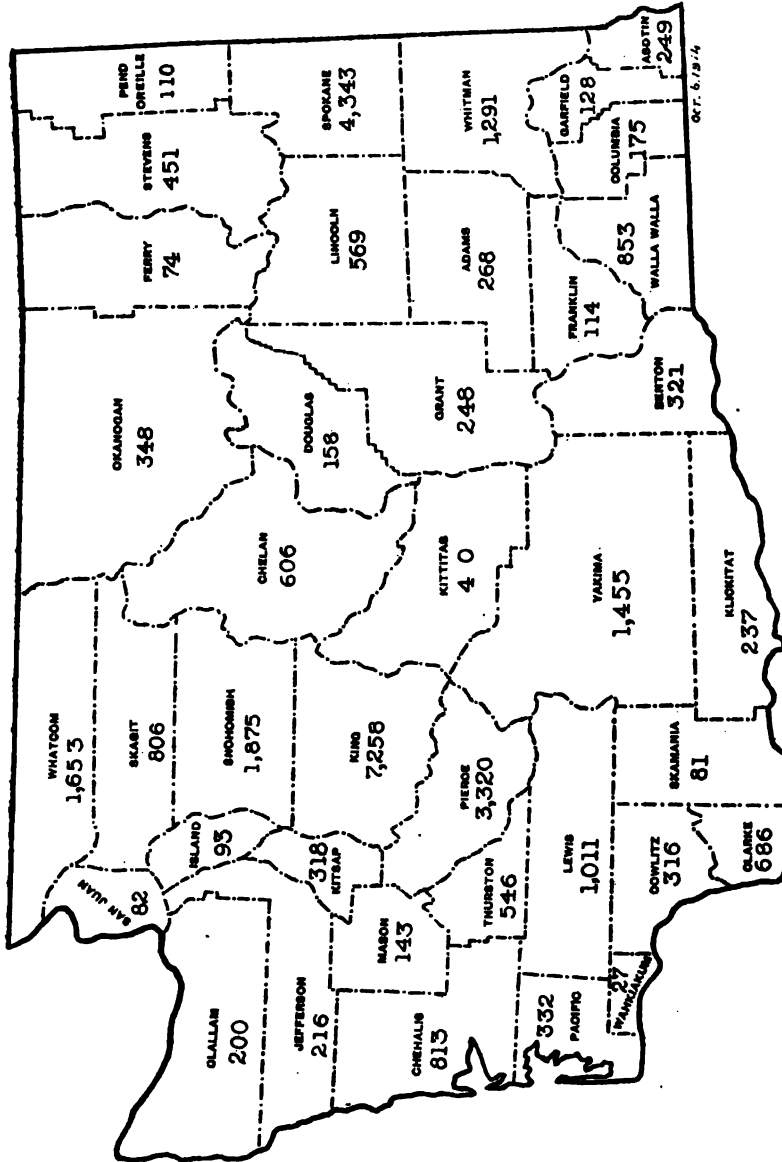 WHATCOM
1,653
SAN JUAN
82
SKAGIT
806
ISLAND
93
SNOHOMISH
1,875
CLALLAM
200
JEFFERSON
216
KITSAP
318
KING
7,258
MASON
143
CHEHALIS
813
PIERCE
3,320
THURSTON
546
PACIFIC
332
LEWIS
1,011
WAHKIAKUM
27
COWLITZ
316
CLARKE
686
SKAMANIA
81
OKANOGAN
348
CHELAN
606
DOUGLAS
158
KITTITAS
4 0
GRANT
248
YAKIMA
1,455
KLICKITAT
237
BENTON
321
FERRY
74
STEVENS
451
PEND
OREILLE
110
LINCOLN
569
SPOKANE
4,343
ADAMS
268
WHITMAN
1,291
FRANKLIN
114
WALLA WALLA
853
COLUMBIA
175
GARFIELD
128
ASOTIN
249
Oct. 6. 1914